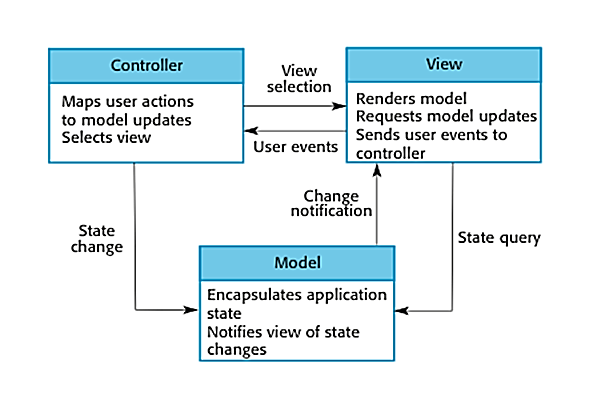 Controller
Maps user actions
to model updates
Selects view
View
selection
User events
View
Renders model
Requests model updates
Sends user events to
controller
State
change
Change
notification
State query
Model
Encapsulates application
state
Notifies view of state
changes